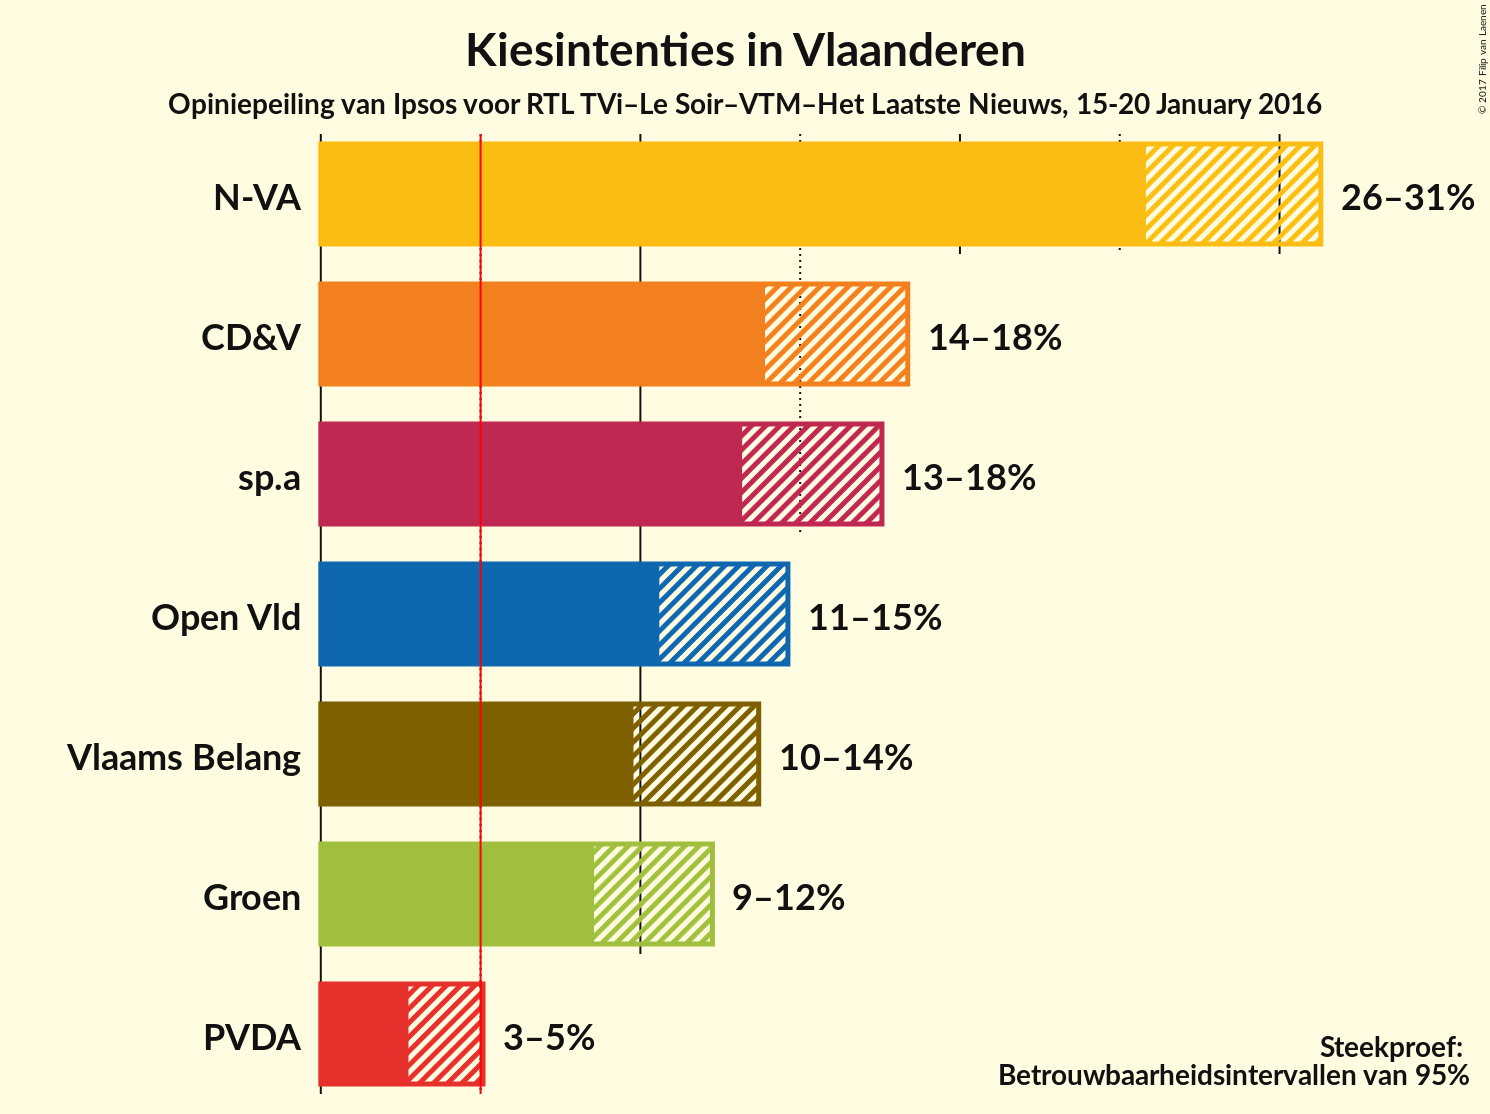 Kiesintenties in Vlaanderen
Opiniepeiling van Ipsos voor RTL TVi–Le Soir–VTM–Het Laatste Nieuws, 15-20 January 2016
© 2017 Filip van Laenen
N-VA 26–31%
CD&V 14–18%
sp.a 13–18%
Open Vld 11–15%
Vlaams Belang 10–14%
Groen 9–12%
PVDA 3–5%
Steekproef:
Betrouwbaarheidsintervallen van 95%